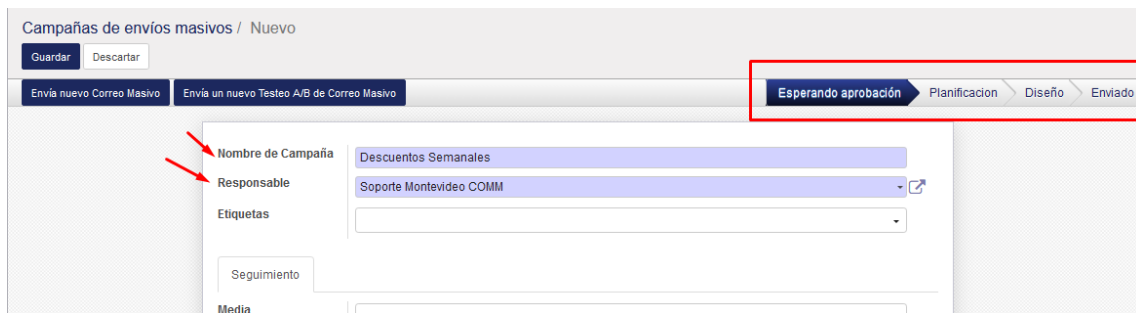 Campañas de envíos masivos / Nuevo
Guardar Descartar
Envía nuevo Correo Masivo Envía un nuevo Testeo A/B de Correo Masivo Esperando aprobación Planificacion Diseño Enviado
Nombre de Campaña Descuentos Semanales
Responsable Soporte Montevideo COMM
Etiquetas
Seguimiento
Media